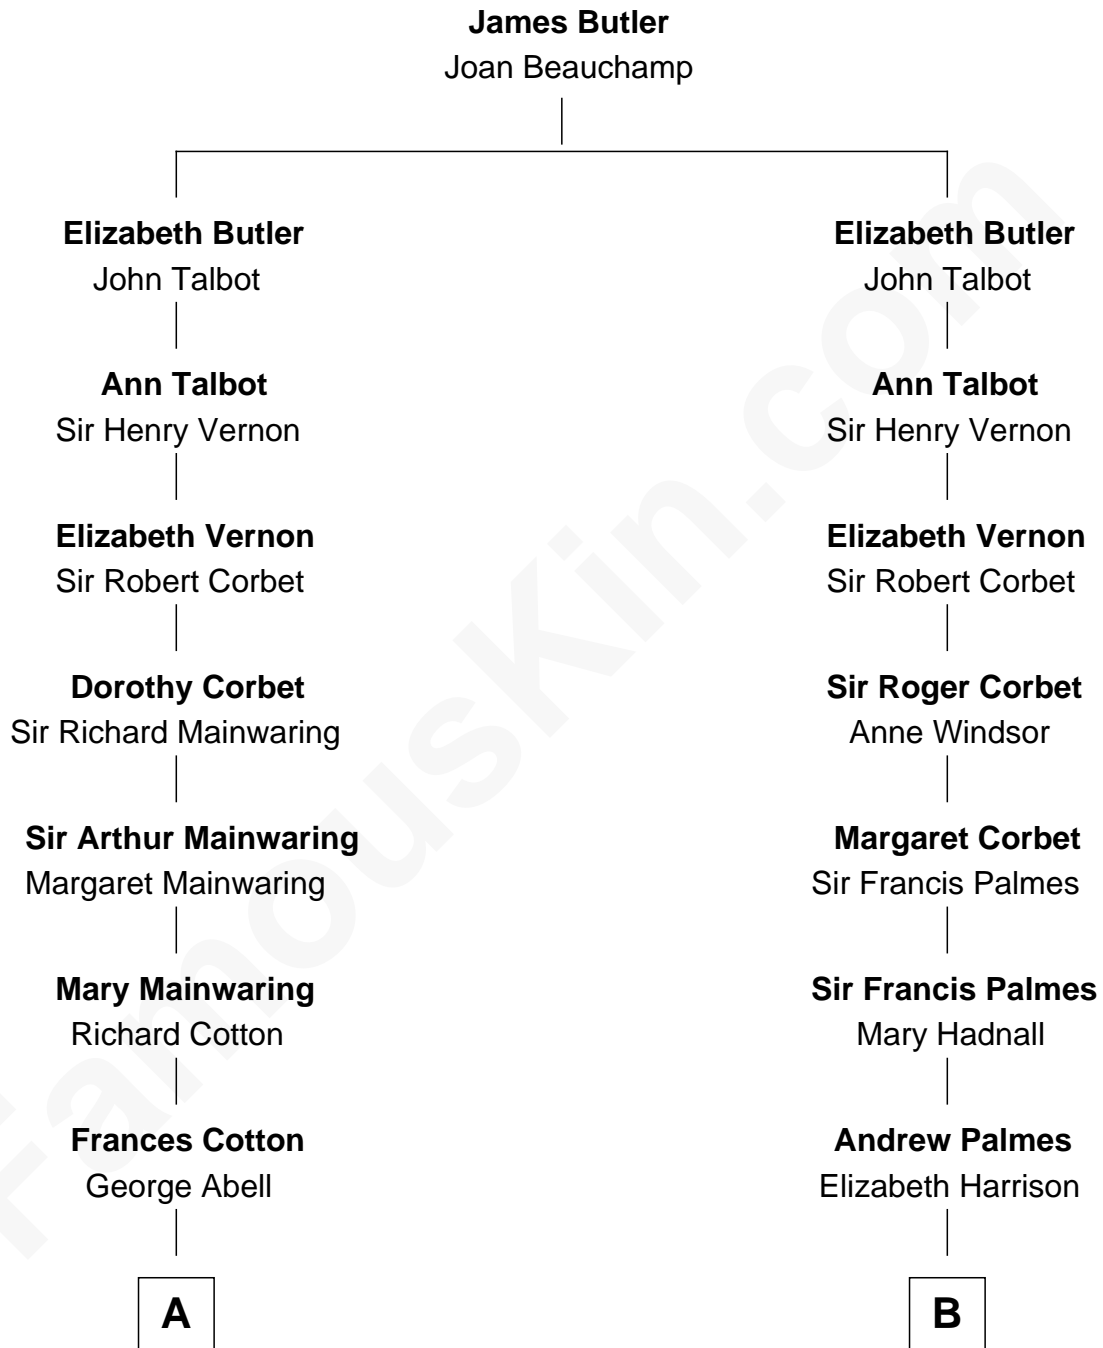 James Butler
Joan Beauchamp
Elizabeth Butler
John Talbot
Elizabeth Butler
John Talbot
Ann Talbot
Sir Henry Vernon
Ann Talbot
Sir Henry Vernon
Elizabeth Vernon
Sir Robert Corbet
Elizabeth Vernon
Sir Robert Corbet
Dorothy Corbet
Sir Richard Mainwaring
Sir Roger Corbet
Anne Windsor
Sir Arthur Mainwaring
Margaret Mainwaring
Margaret Corbet
Sir Francis Palmes
Mary Mainwaring
Richard Cotton
Sir Francis Palmes
Mary Hadnall
Frances Cotton
George Abell
Andrew Palmes
Elizabeth Harrison
A
B
FamousKin.com